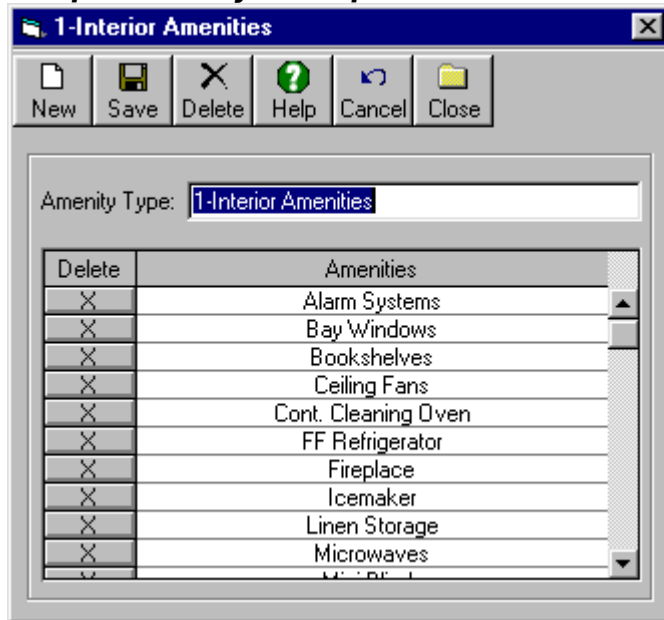 1-Interior Amenities
New Save Delete Help Cancel Close
Amenity Type: 1-Interior Amenities
Delete Amenities
X Alarm Systems
X Bay Windows
X Bookshelves
X Ceiling Fans
X Cont. Cleaning Oven
X FF Refrigerator
X Fireplace
X Icemaker
X Linen Storage
X Microwaves